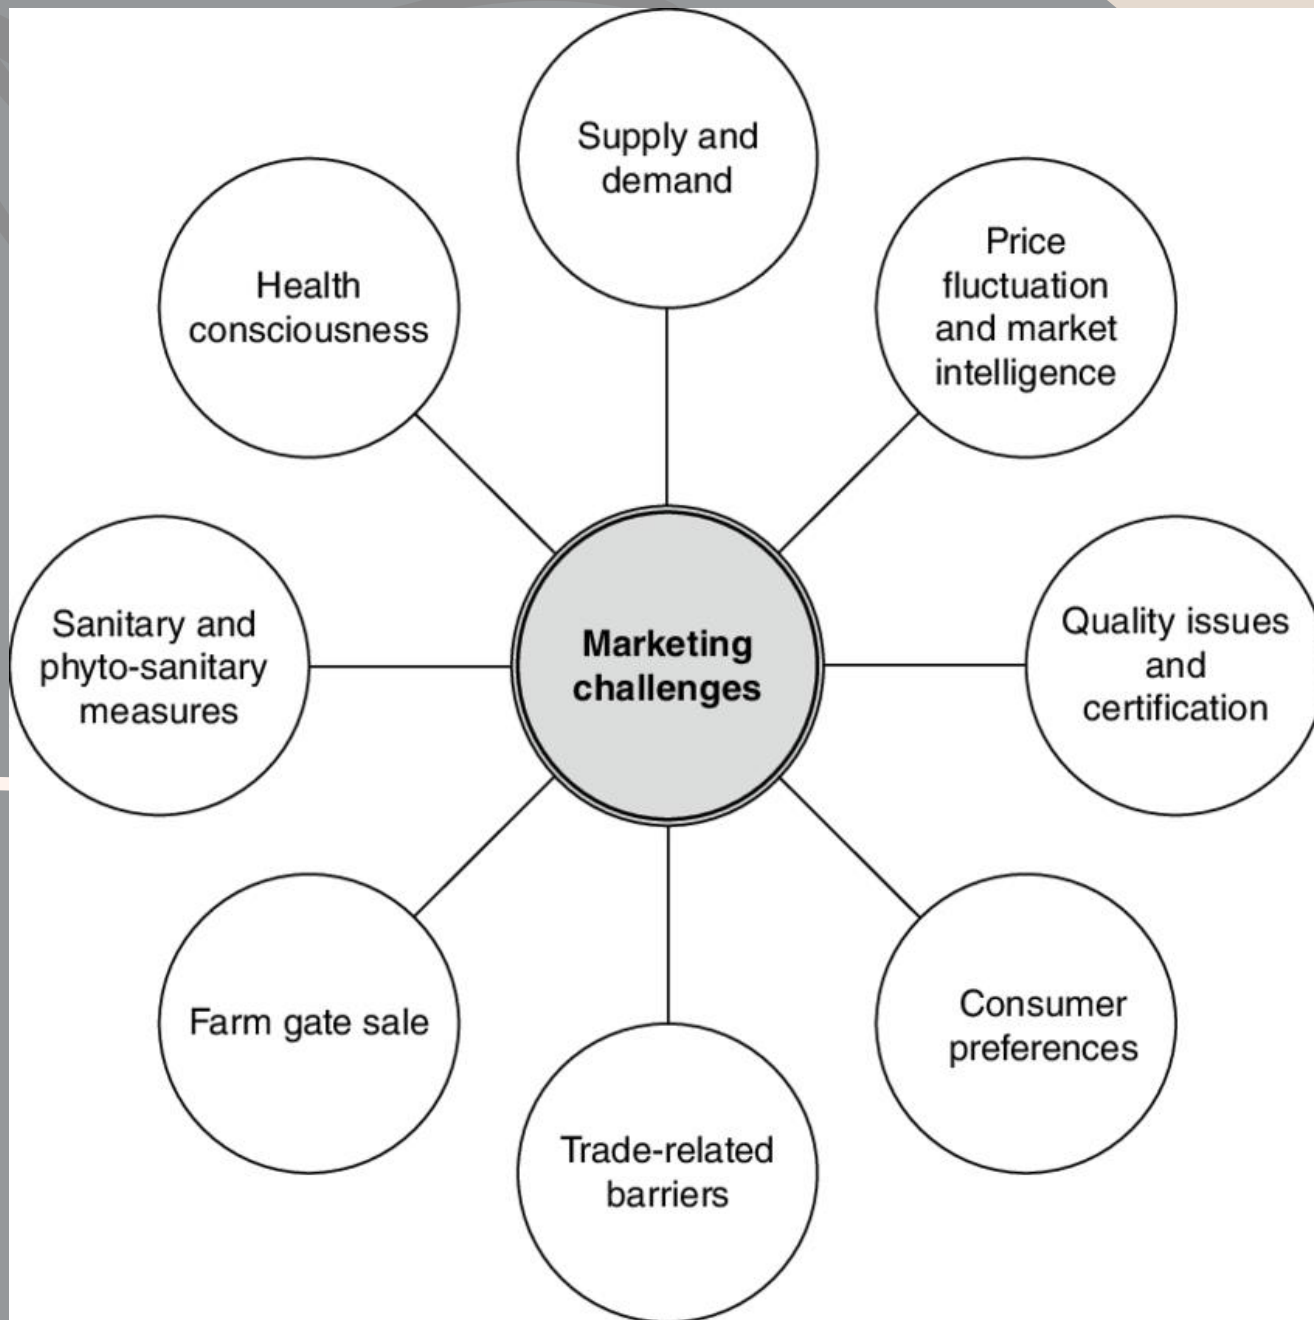 Supply and
demand
Price
fluctuation
and market
intelligence
Quality issues
and
certification
Consumer
preferences
Trade-related
barriers
Farm gate sale
Sanitary and
phyto-sanitary
measures
Health
consciousness
Marketing
challenges